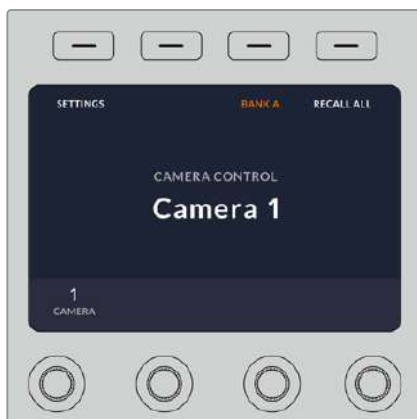 SETTINGS BANK A RECALL ALL
CAMERA CONTROL
Camera 1
1
CAMERA